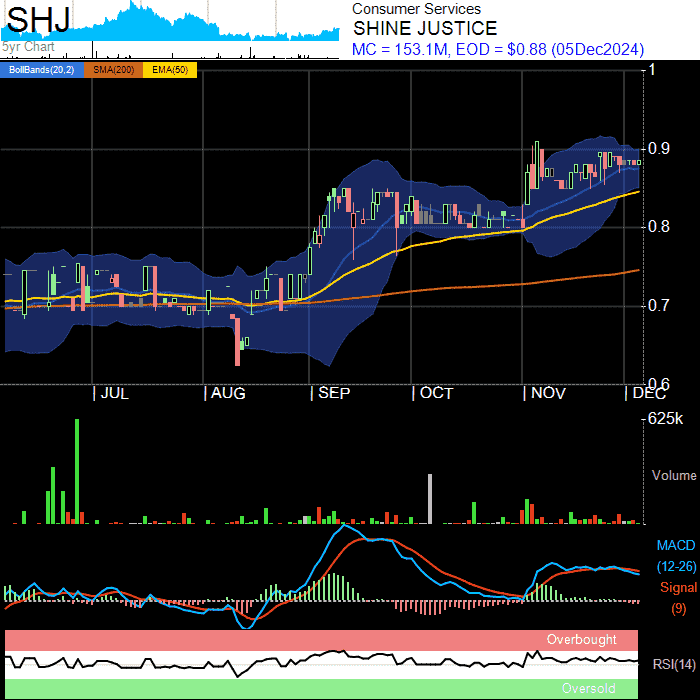 SHJ
5yr Chart
Consumer Services
SHINE JUSTICE
MC = 153.1M, EOD = $0.88 (05Dec2024)
BollBands(20,2) SMA(200) EMA(50)
1
0.9
0.8
0.7
0.6
| JUL | AUG | SEP | OCT | NOV | DEC
625k
Volume
MACD
(12-26)
Signal
(9)
Overbought
RSI(14)
Oversold